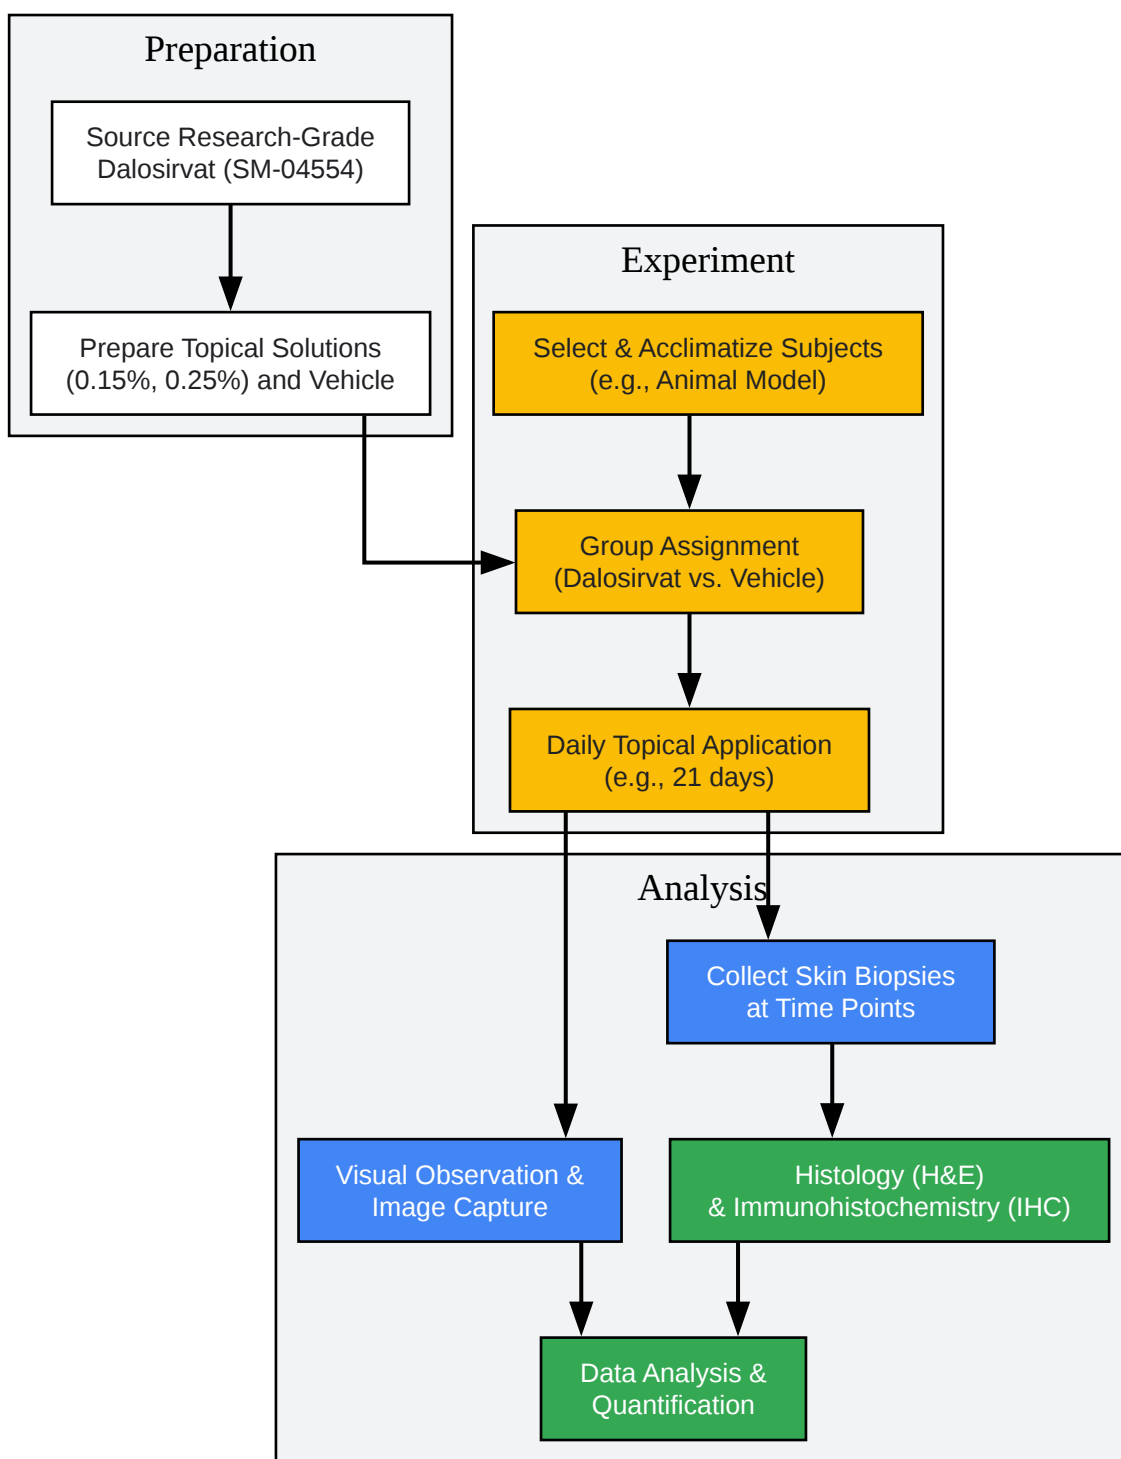 Preparation
Source Research-Grade
Dalosirvat (SM-04554)
Prepare Topical Solutions
(0.15%, 0.25%) and Vehicle
Experiment
Select & Acclimatize Subjects
(e.g., Animal Model)
Group Assignment
(Dalosirvat vs. Vehicle)
Daily Topical Application
(e.g., 21 days)
Analysis
Collect Skin Biopsies
at Time Points
Visual Observation &
Image Capture
Histology (H&E)
& Immunohistochemistry (IHC)
Data Analysis &
Quantification